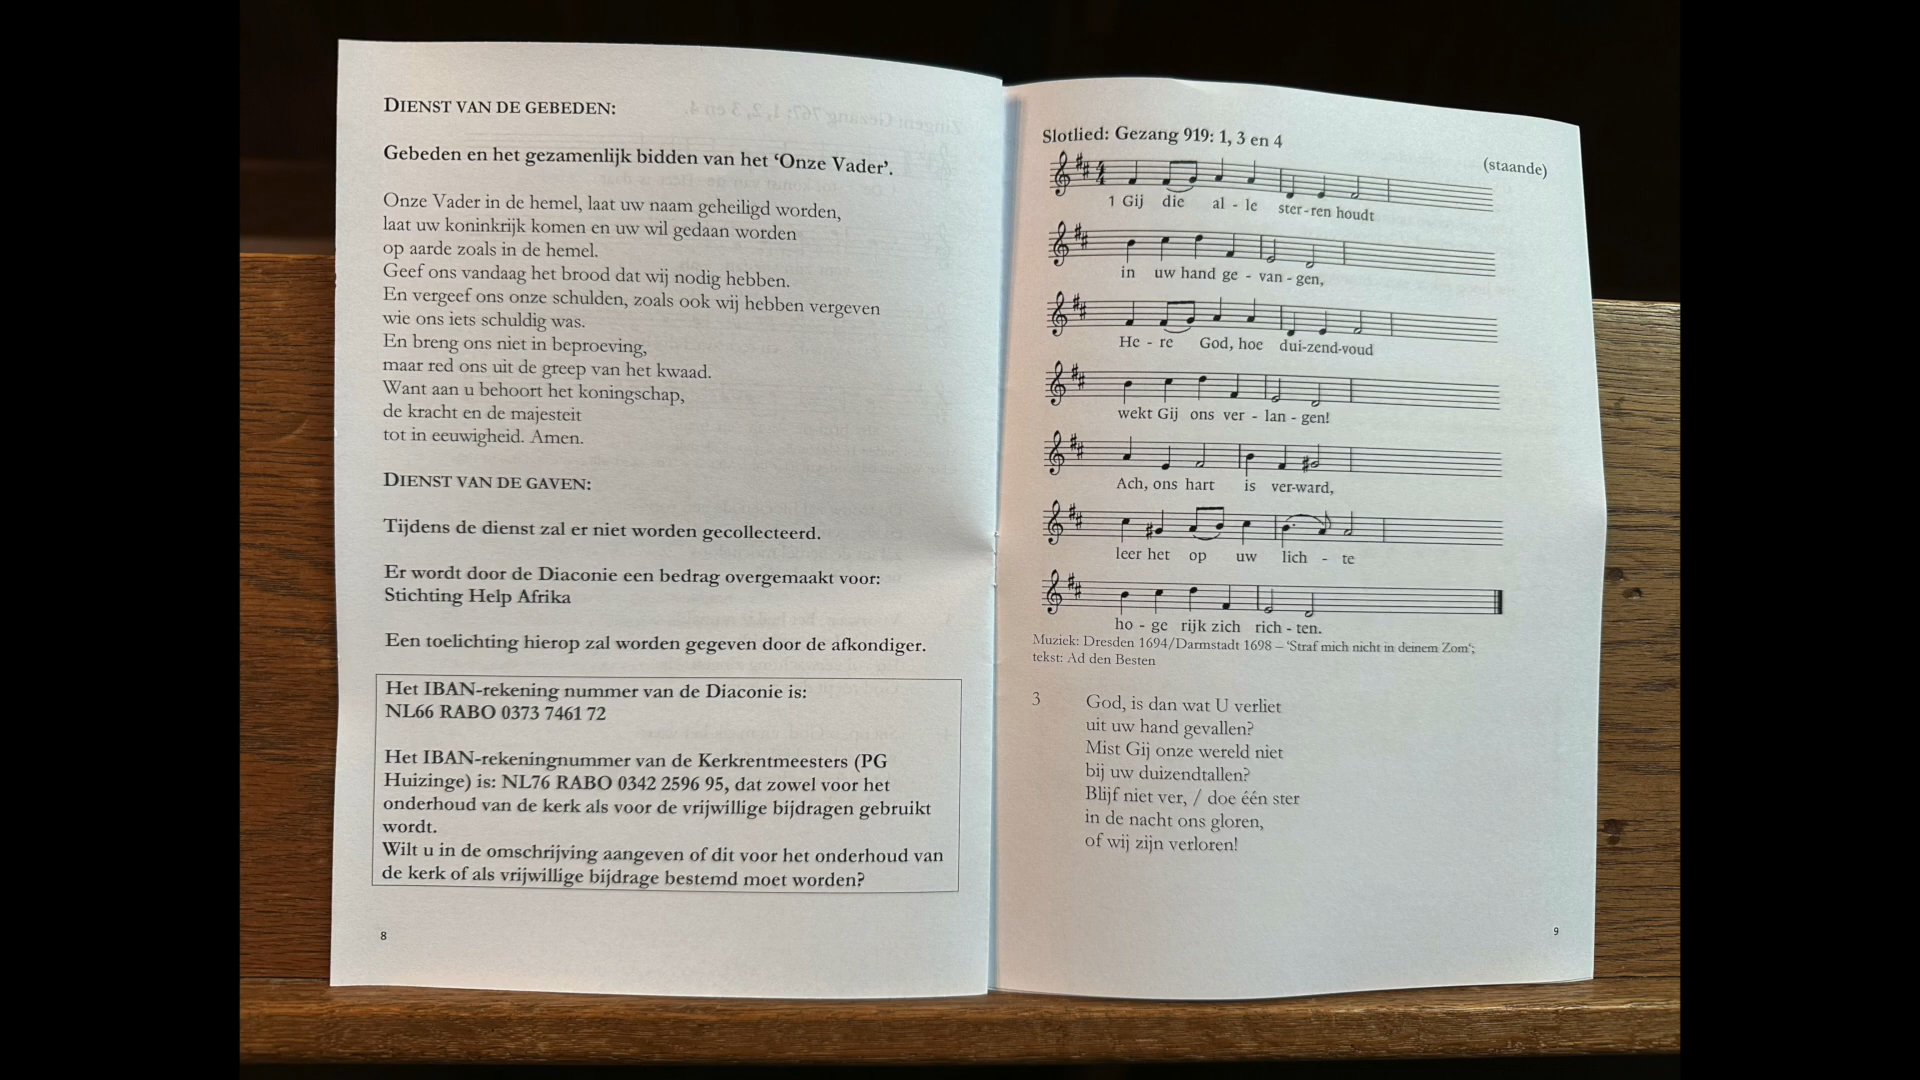 DIENST VAN DE GEBEDEN:
Gebeden en het gezamenlijk bidden van het ‘Onze Vader’.
Onze Vader in de hemel, laat uw naam geheiligd worden,
laat uw koninkrijk komen en uw wil gedaan worden
op aarde zoals in de hemel.
Geef ons vandaag het brood dat wij nodig hebben.
En vergeef ons onze schulden, zoals ook wij hebben vergeven
wie ons iets schuldig was.
En breng ons niet in beproeving,
maar red ons uit de greep van het kwaad.
Want aan u behoort het koningschap,
de kracht en de majesteit
tot in eeuwigheid. Amen.
DIENST VAN DE GAVEN:
Tijdens de dienst zal er niet worden gecollecteerd.
Er wordt door de Diaconie een bedrag overgemaakt voor:
Stichting Help Afrika
Een toelichting hierop zal worden gegeven door de afkondiger.
Het IBAN-rekening nummer van de Diaconie is:
NL66 RABO 0373 7461 72
Het IBAN-rekeningnummer van de Kerkrentmeesters (PG
Huizinge) is: NL76 RABO 0342 2596 95, dat zowel voor het
onderhoud van de kerk als voor de vrijwillige bijdragen gebruikt
wordt.
Wilt u in de omschrijving aangeven of dit voor het onderhoud van
de kerk of als vrijwillige bijdrage bestemd moet worden?
8
Slotlied: Gezang 919: 1, 3 en 4
(staande)
1 Gij die al - le ster-ren houdt
in uw hand ge - van - gen,
He - re God, hoe dui-zend-voud
wekt Gij ons ver - lan - gen!
Ach, ons hart is ver-ward,
leer het op uw lich - te
ho - ge rijk zich rich - ten.
Muziek: Dresden 1694/Darmstadt 1698 – ‘Straf mich nicht in deinem Zorn’;
tekst: Ad den Besten
3 God, is dan wat U verliet
uit uw hand gevallen?
Mist Gij onze wereld niet
bij uw duizendtallen?
Blijf niet ver, / doe één ster
in de nacht ons gloren,
of wij zijn verloren!
9